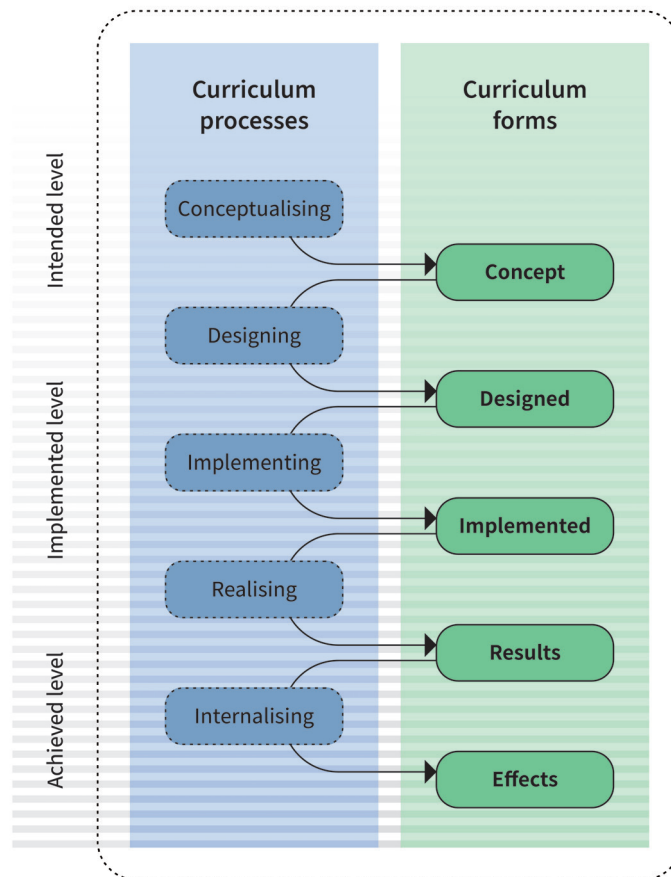 Curriculum
processes
Curriculum
forms
Intended level
Conceptualising
Concept
Designing
Designed
Implemented level
Implementing
Implemented
Realising
Results
Achieved level
Internalising
Effects